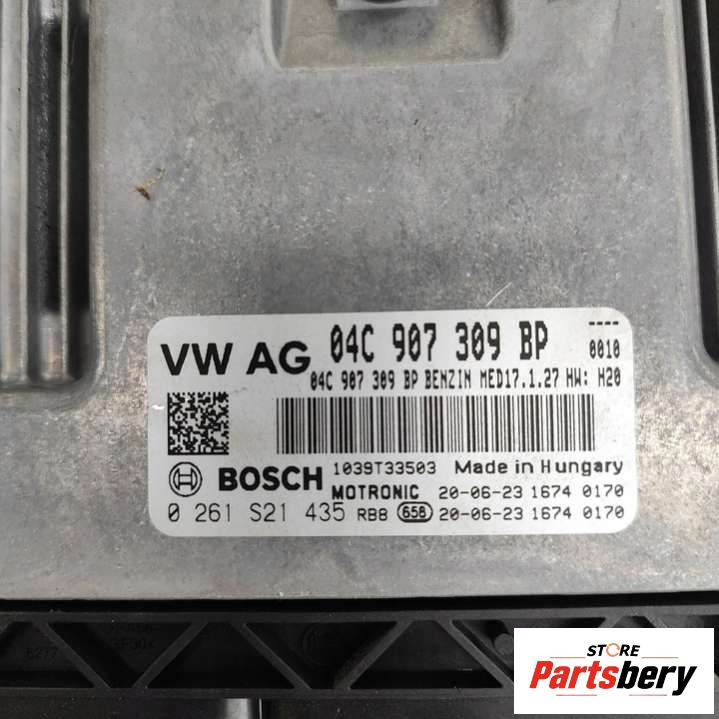 ----
VW AG 04C 907 309 BP 0010
04C 907 309 BP BENZIN MED17.1.27 HW: H20
BOSCH 1039T33503 Made in Hungary
MOTRONIC 20-06-23 1674 0170
0 261 S21 435 RBB 658 20-06-23 1674 0170
STORE
Partsbery